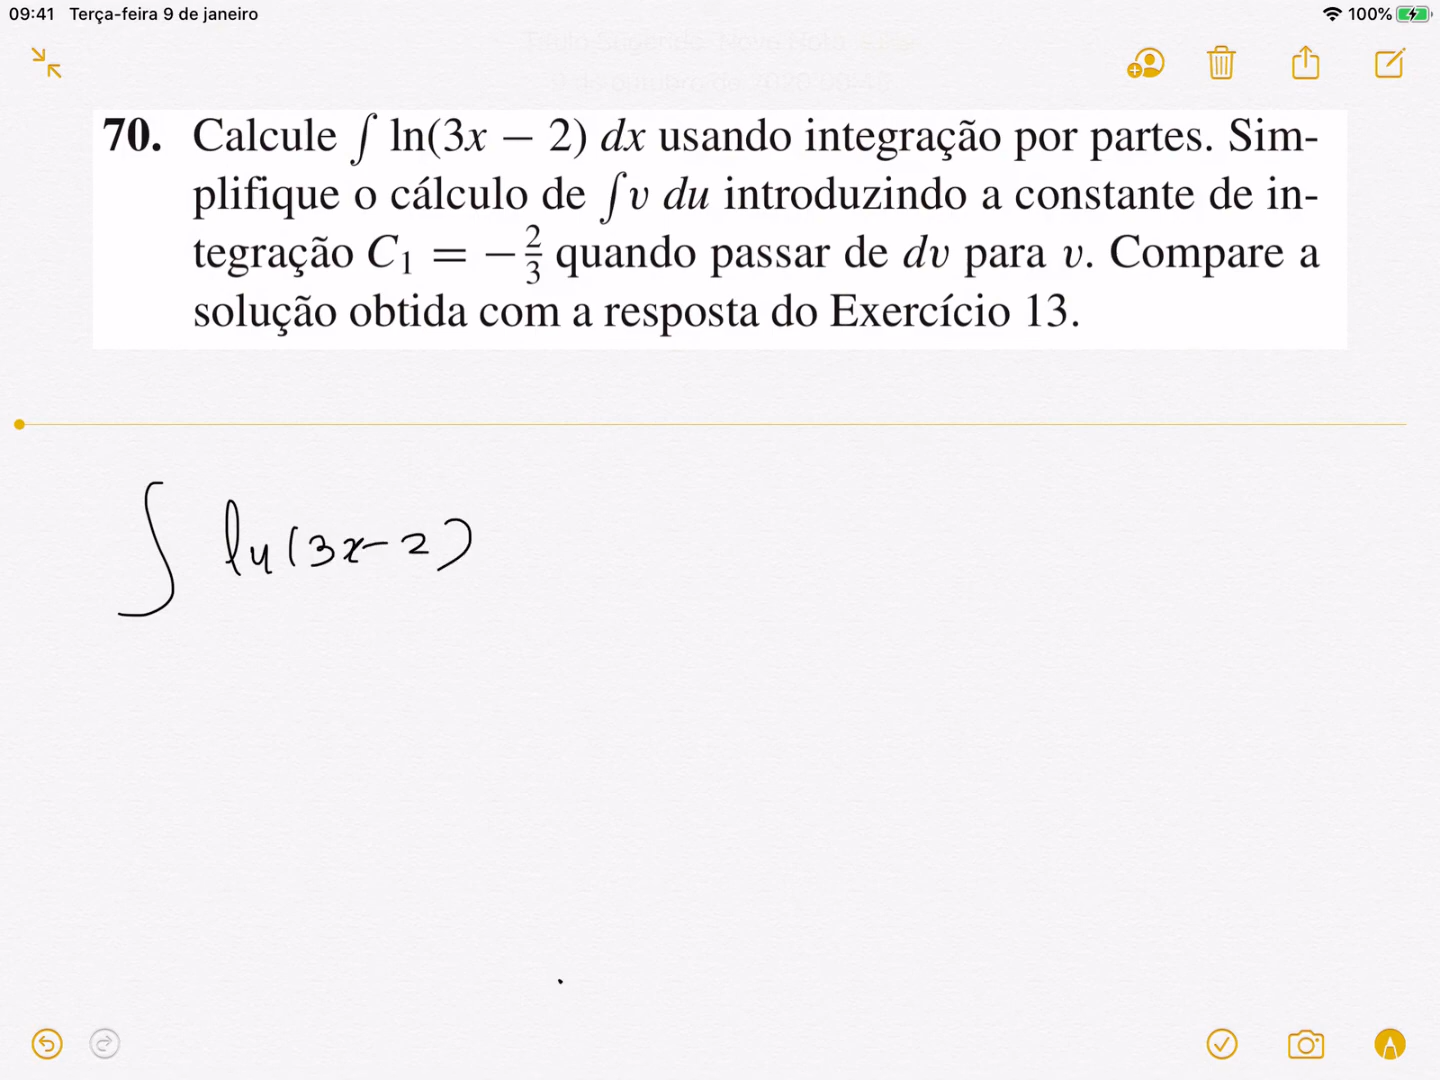 09:41 Terça-feira 9 de janeiro 100%
70. Calcule ∫ ln(3x − 2) dx usando integração por partes. Sim-
plifique o cálculo de ∫v du introduzindo a constante de in-
tegração C₁ = −2/3 quando passar de dv para v. Compare a
solução obtida com a resposta do Exercício 13.
∫ ln(3x-2)